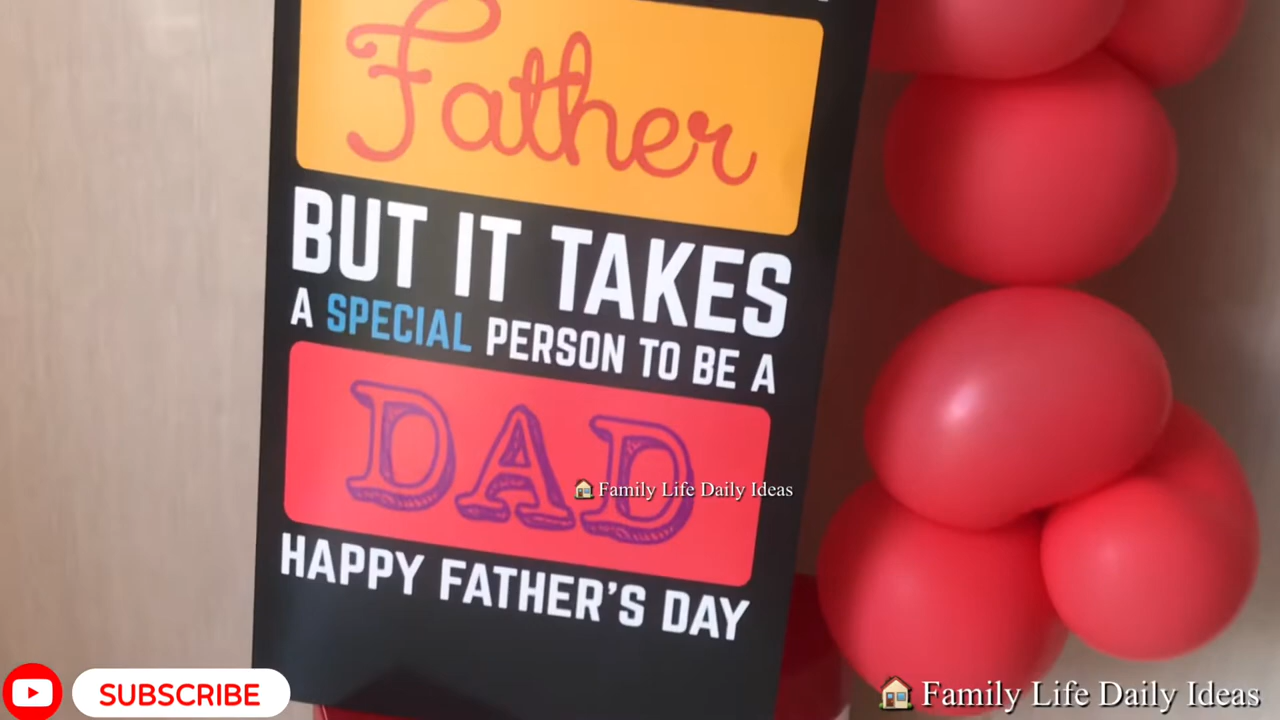 Father
BUT IT TAKES
A SPECIAL PERSON TO BE A
DAD
Family Life Daily Ideas
HAPPY FATHER'S DAY
SUBSCRIBE
Family Life Daily Ideas